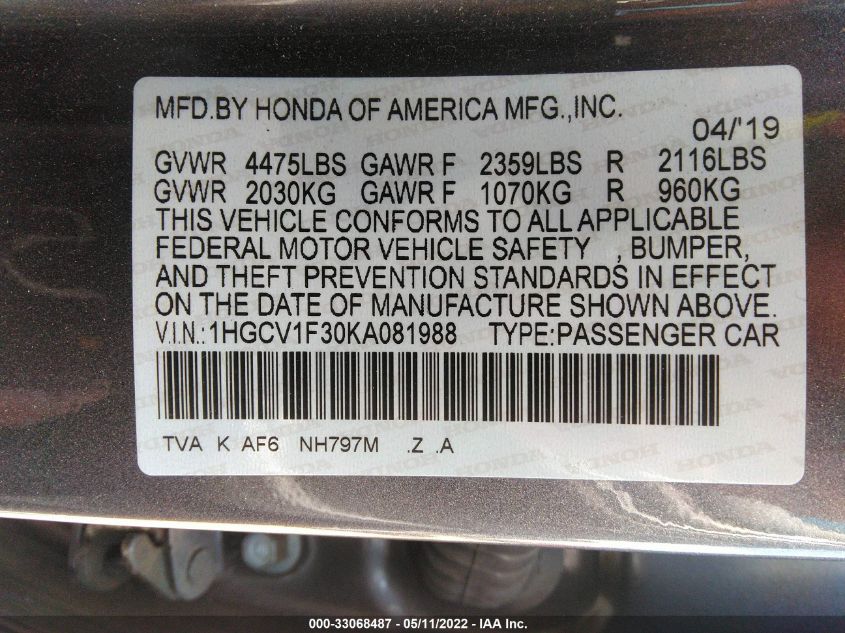 MFD.BY HONDA OF AMERICA MFG.,INC.
04/'19
GVWR 4475LBS GAWR F 2359LBS R 2116LBS
GVWR 2030KG GAWR F 1070KG R 960KG
THIS VEHICLE CONFORMS TO ALL APPLICABLE
FEDERAL MOTOR VEHICLE SAFETY , BUMPER,
AND THEFT PREVENTION STANDARDS IN EFFECT
ON THE DATE OF MANUFACTURE SHOWN ABOVE.
V.I.N.:1HGCV1F30KA081988 TYPE:PASSENGER CAR
TVA K AF6 NH797M .Z .A
000-33068487 - 05/11/2022 - IAA Inc.